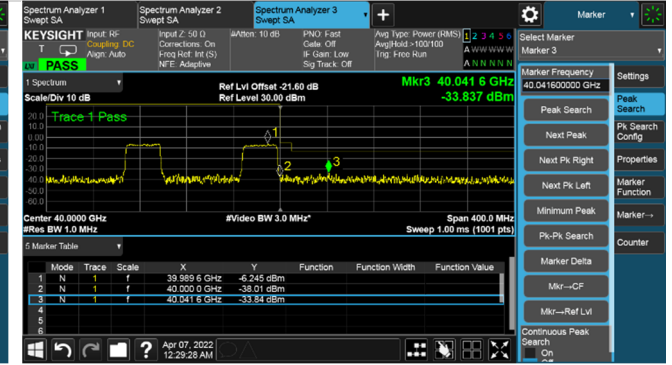 Spectrum Analyzer 1
Swept SA
Spectrum Analyzer 2
Swept SA
Spectrum Analyzer 3
Swept SA
+
Marker
KEYSIGHT
T
PASS
Input: RF
Coupling: DC
Align: Auto
Input Z: 50 Ω
Corrections: On
Freq Ref: Int (S)
NFE: Adaptive
#Atten: 10 dB
PNO: Fast
Gate: Off
IF Gain: Low
Sig Track: Off
Avg Type: Power (RMS)
Avg|Hold >100/100
Trig: Free Run
1 2 3 4 5 6
A W W W W W
A N N N N N
Select Marker
Marker 3
1 Spectrum
Scale/Div 10 dB
Ref Lvl Offset -21.60 dB
Ref Level 30.00 dBm
Mkr3 40.041 6 GHz
-33.837 dBm
Trace 1 Pass
20.0
10.0
0.00
-10.0
-20.0
-30.0
-40.0
-50.0
-60.0
1
2
3
Center 40.0000 GHz
#Res BW 1.0 MHz
#Video BW 3.0 MHz*
Span 400.0 MHz
Sweep 1.00 ms (1001 pts)
5 Marker Table
Mode Trace Scale X Y Function Function Width Function Value
1 N 1 f 39.989 6 GHz -6.245 dBm
2 N 1 f 40.000 0 GHz -38.01 dBm
3 N 1 f 40.041 6 GHz -33.84 dBm
4
5
6
Apr 07, 2022
12:29:28 AM
?
Marker Frequency
40.041600000 GHz
Peak Search
Next Peak
Next Pk Right
Next Pk Left
Minimum Peak
Pk-Pk Search
Marker Delta
Mkr→CF
Mkr→Ref Lvl
Continuous Peak
Search
On
Off
Settings
Peak
Search
Pk Search
Config
Properties
Marker
Function
Marker→
Counter